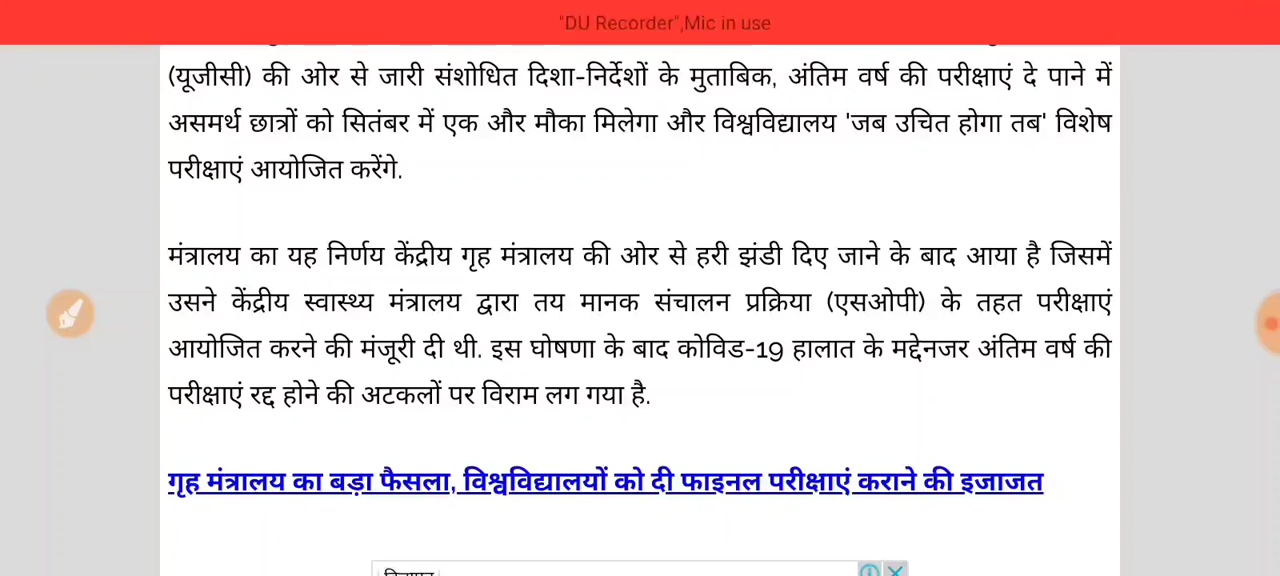 "DU Recorder",Mic in use
(यूजीसी) की ओर से जारी संशोधित दिशा-निर्देशों के मुताबिक, अंतिम वर्ष की परीक्षाएं दे पाने में
असमर्थ छात्रों को सितंबर में एक और मौका मिलेगा और विश्वविद्यालय 'जब उचित होगा तब' विशेष
परीक्षाएं आयोजित करेंगे.
मंत्रालय का यह निर्णय केंद्रीय गृह मंत्रालय की ओर से हरी झंडी दिए जाने के बाद आया है जिसमें
उसने केंद्रीय स्वास्थ्य मंत्रालय द्वारा तय मानक संचालन प्रक्रिया (एसओपी) के तहत परीक्षाएं
आयोजित करने की मंजूरी दी थी. इस घोषणा के बाद कोविड-19 हालात के मद्देनजर अंतिम वर्ष की
परीक्षाएं रद्द होने की अटकलों पर विराम लग गया है.
गृह मंत्रालय का बड़ा फैसला, विश्वविद्यालयों को दी फाइनल परीक्षाएं कराने की इजाजत